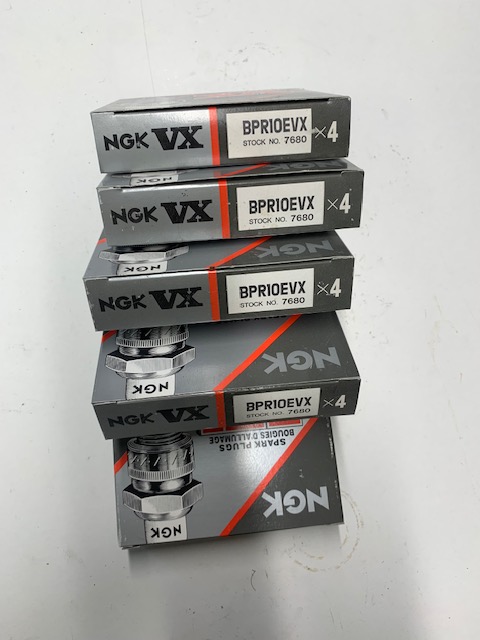 NGK VX BPR10EVX ×4
STOCK NO. 7680
NGK
NGK VX BPR10EVX ×4
STOCK NO. 7680
NGK
NGK
NGK VX BPR10EVX ×4
STOCK NO. 7680
NGK
NGK
NGK VX BPR10EVX ×4
STOCK NO. 7680
SPARK PLUGS
BOUGIES D'ALLUMAGE
NGK
NGK